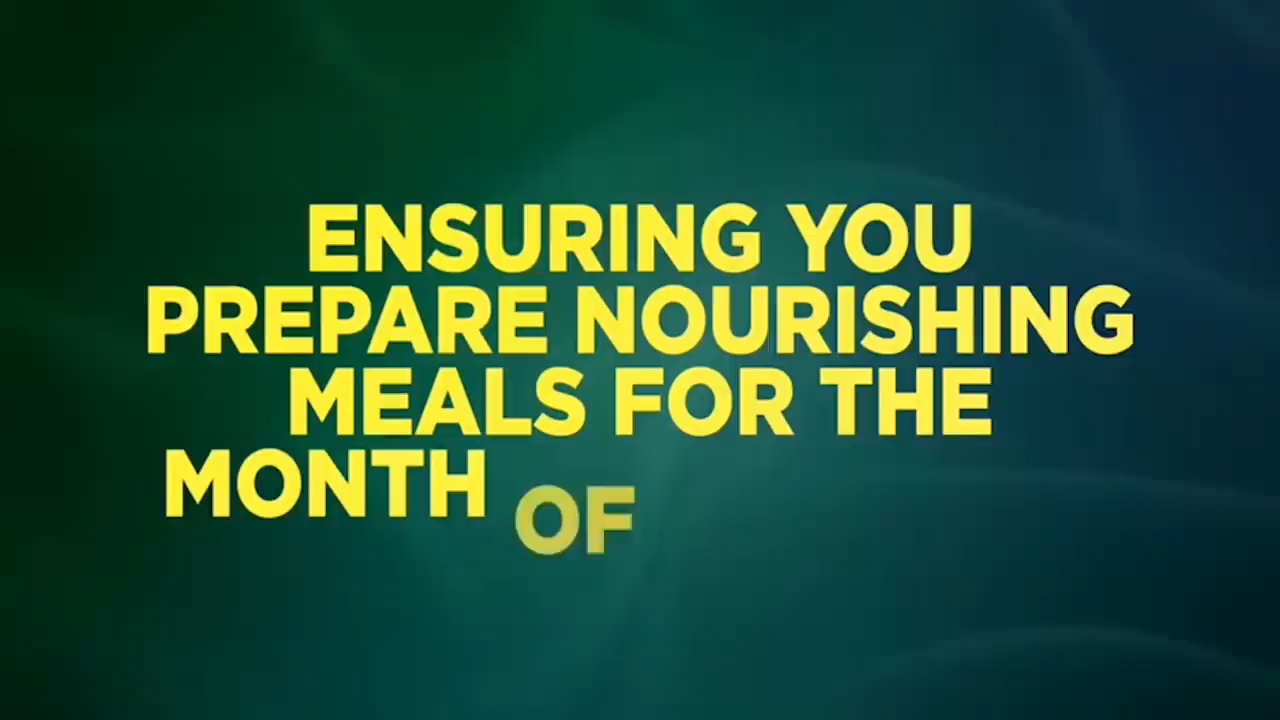 ENSURING YOU
PREPARE NOURISHING
MEALS FOR THE
MONTH OF